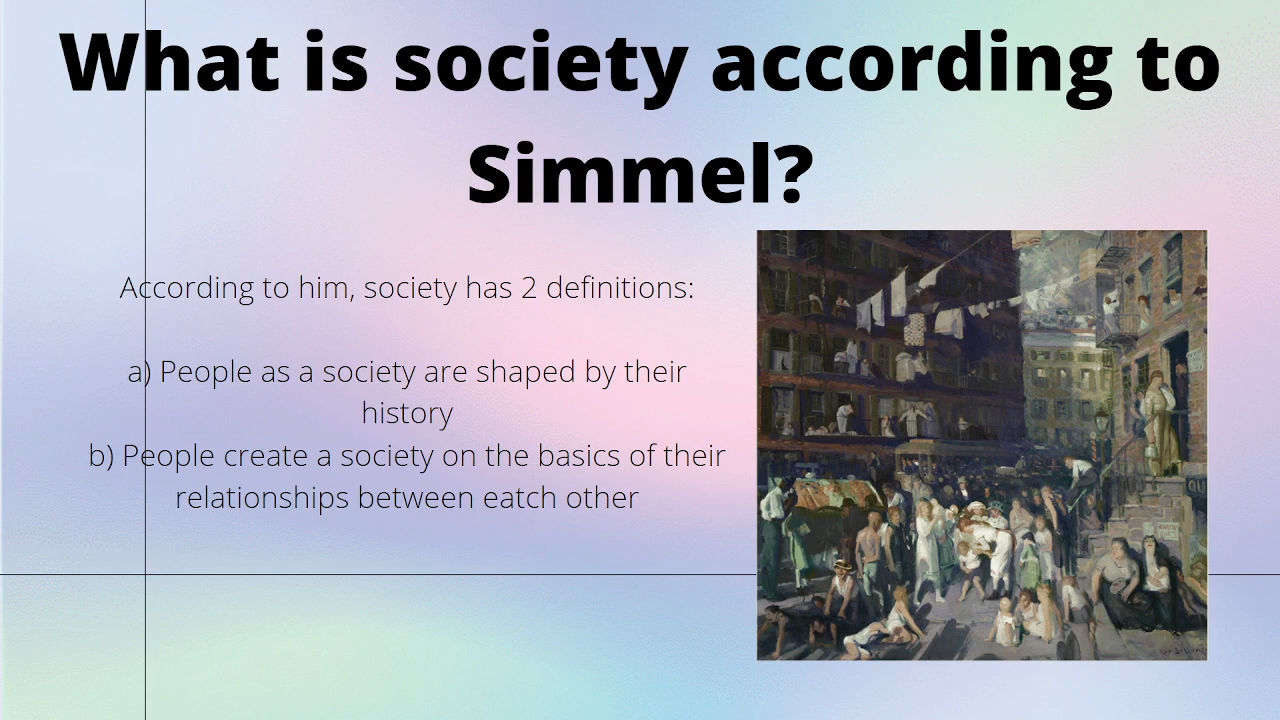 What is society according to
Simmel?
According to him, society has 2 definitions:
a) People as a society are shaped by their
history
b) People create a society on the basics of their
relationships between eatch other